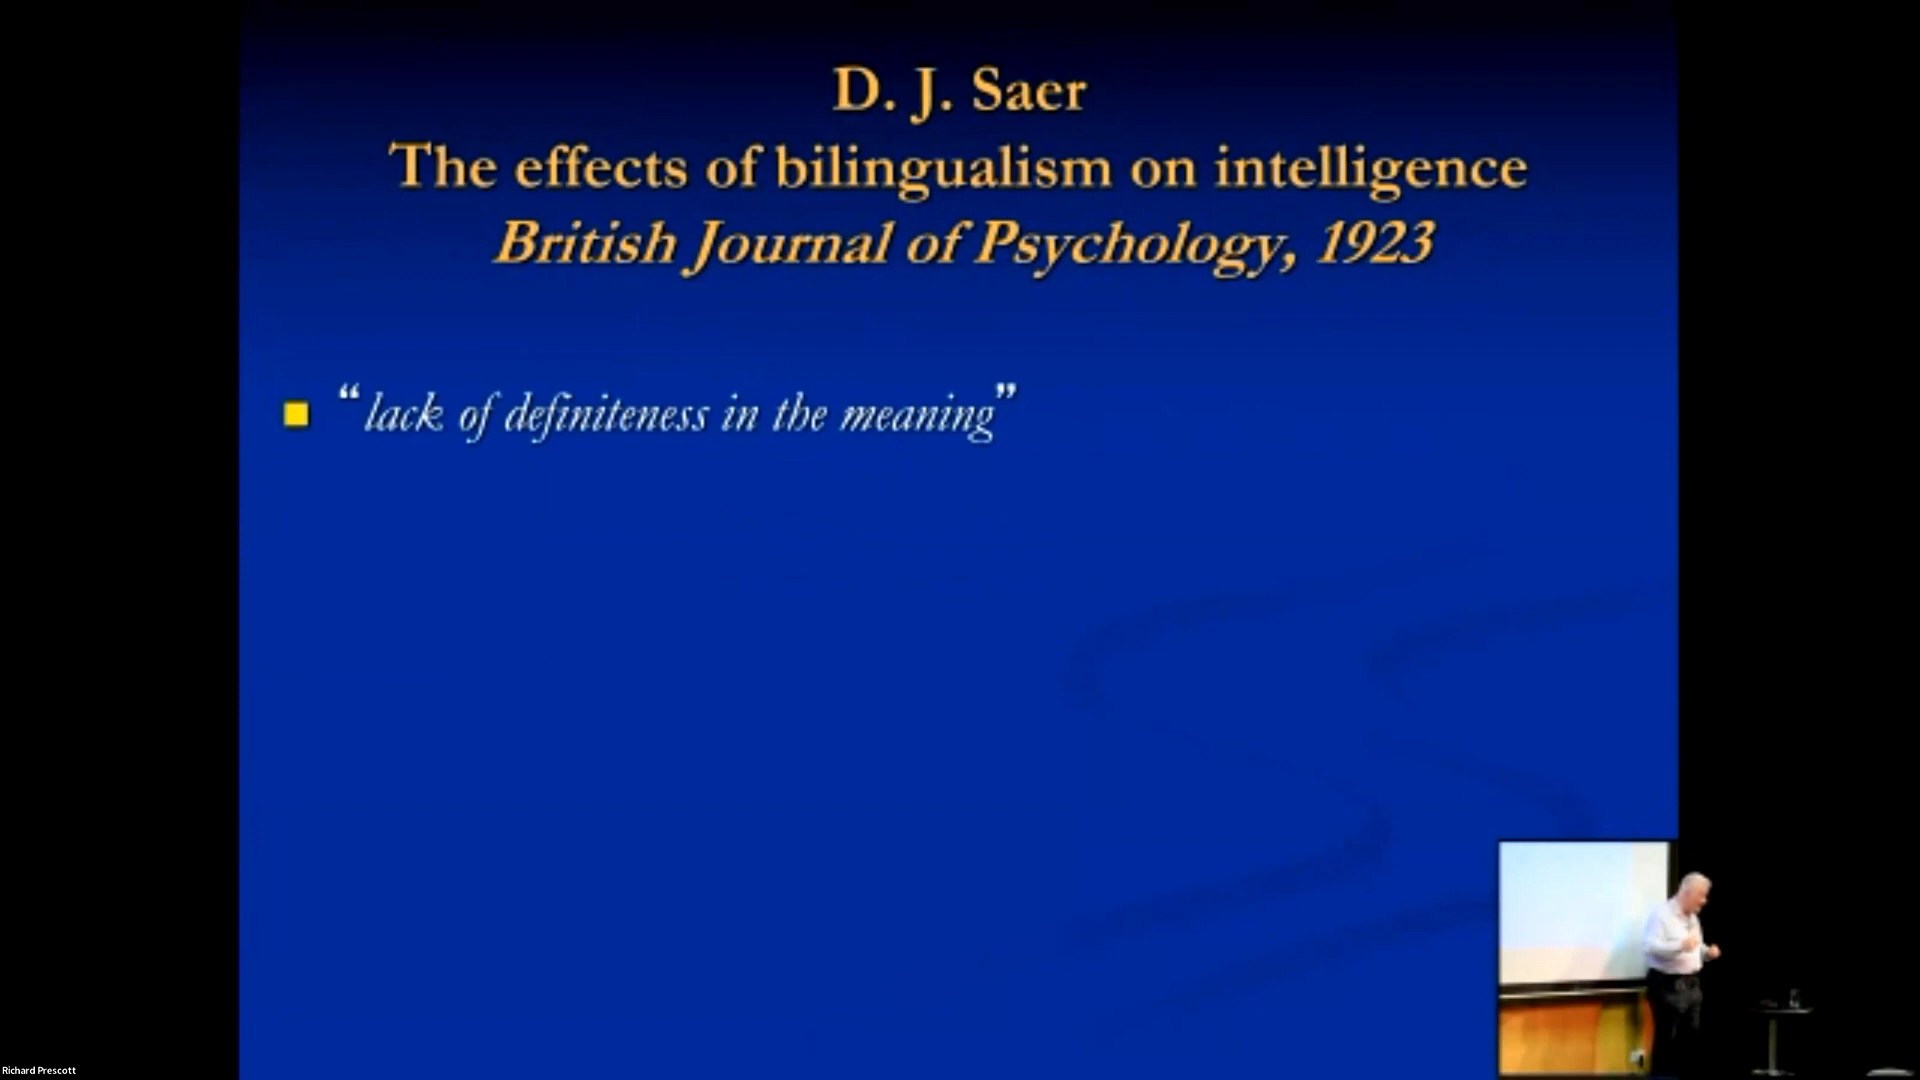 D. J. Saer
The effects of bilingualism on intelligence
British Journal of Psychology, 1923
“lack of definiteness in the meaning”
Richard Prescott